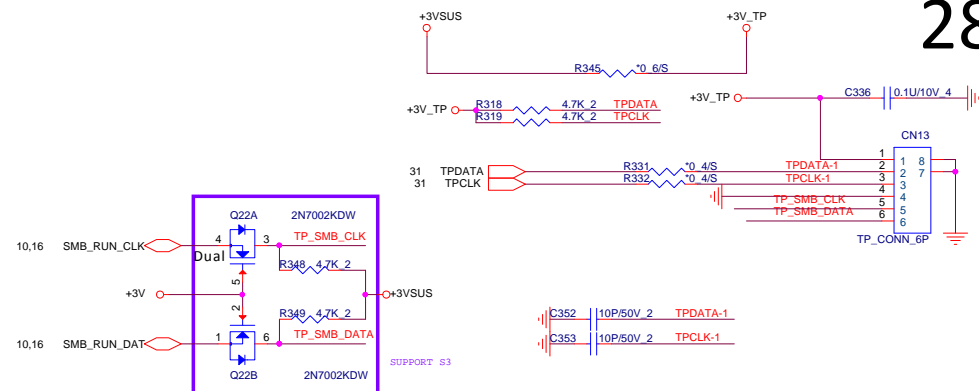 +3VSUS +3V_TP 28
R345 *0_6/S
+3V_TP R318 4.7K_2 TPDATA
R319 4.7K_2 TPCLK
+3V_TP C336 0.1U/10V_4
CN13
31 TPDATA R331 *0_4/S TPDATA-1
31 TPCLK R332 *0_4/S TPCLK-1
TP_SMB_CLK
TP_SMB_DATA
1 1 8
2 2 7
3 3
4 4
5 5
6 6
TP_CONN_6P
Q22A 2N7002KDW
10,16 SMB_RUN_CLK 4 3 TP_SMB_CLK
Dual
R348 4.7K_2
5
+3V +3VSUS
2
R349 4.7K_2
10,16 SMB_RUN_DAT 1 6 TP_SMB_DATA
Q22B 2N7002KDW
SUPPORT S3
C352 10P/50V_2 TPDATA-1
C353 10P/50V_2 TPCLK-1